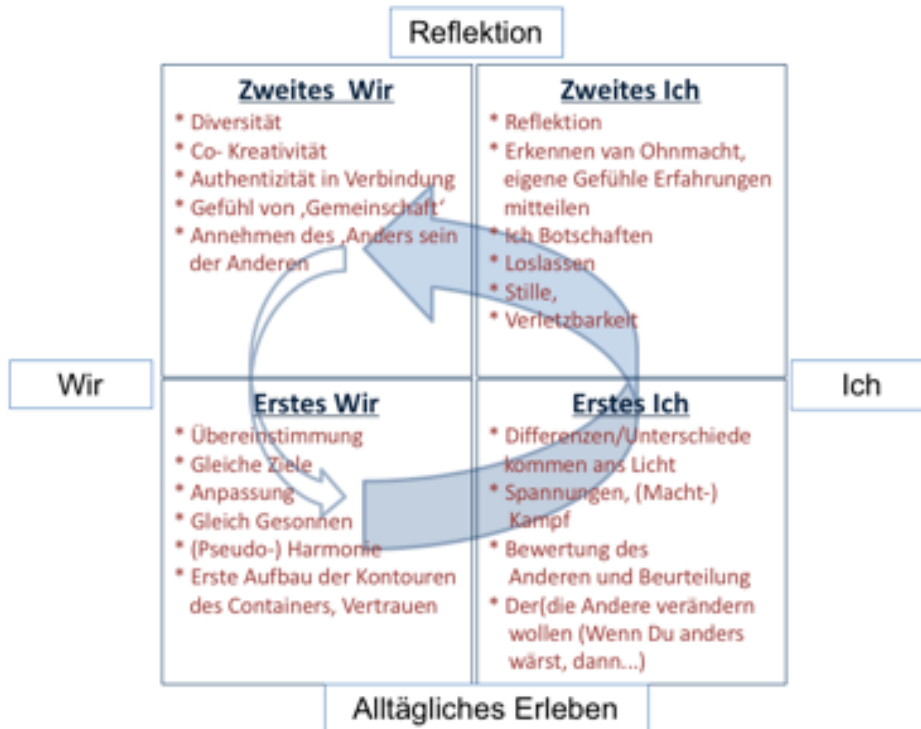 Reflektion
Zweites Wir
* Diversität
* Co- Kreativität
* Authentizität in Verbindung
* Gefühl von ‚Gemeinschaft‘
* Annehmen des ‚Anders sein
der Anderen
Zweites Ich
* Reflektion
* Erkennen van Ohnmacht,
eigene Gefühle Erfahrungen
mitteilen
* Ich Botschaften
* Loslassen
* Stille,
* Verletzbarkeit
Wir
Ich
Erstes Wir
* Übereinstimmung
* Gleiche Ziele
* Anpassung
* Gleich Gesonnen
* (Pseudo-) Harmonie
* Erste Aufbau der Kontouren
des Containers, Vertrauen
Erstes Ich
* Differenzen/Unterschiede
kommen ans Licht
* Spannungen, (Macht-)
Kampf
* Bewertung des
Anderen und Beurteilung
* Der(die Andere verändern
wollen (Wenn Du anders
wärst, dann...)
Alltägliches Erleben